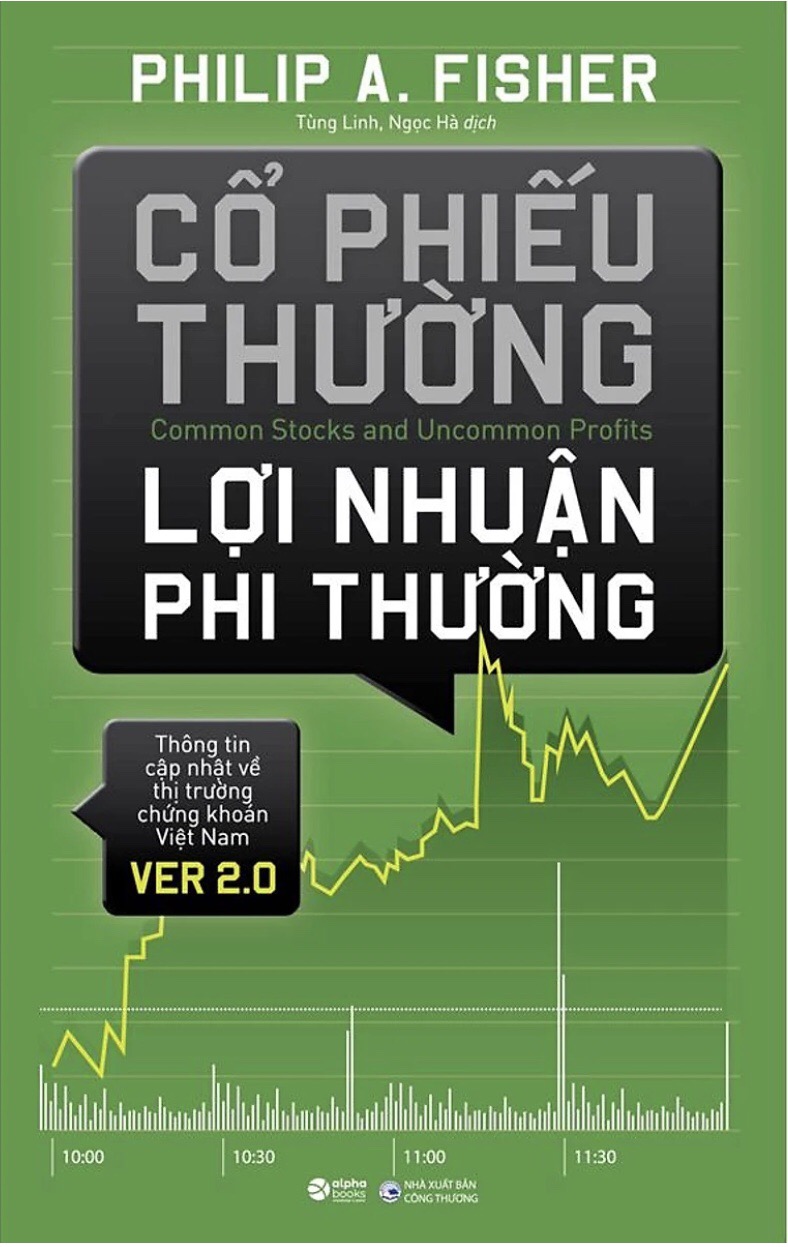 PHILIP A. FISHER
Tùng Linh, Ngọc Hà dịch
CỔ PHIẾU
THƯỜNG
Common Stocks and Uncommon Profits
LỢI NHUẬN
PHI THƯỜNG
Thông tin
cập nhật về
thị trường
chứng khoán
Việt Nam
VER 2.0
10:00
10:30
11:00
11:30
alpha
books
NHÀ XUẤT BẢN
CÔNG THƯƠNG